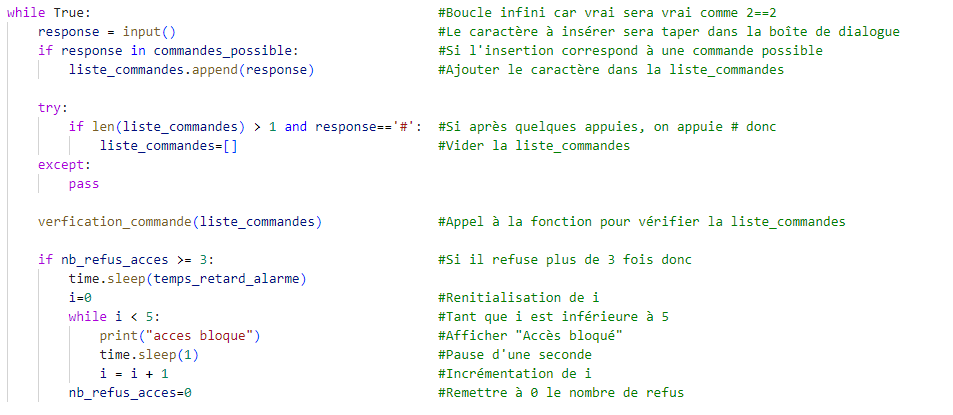 while True: #Boucle infini car vrai sera vrai comme 2==2
response = input() #Le caractère à insérer sera taper dans la boîte de dialogue
if response in commandes_possible: #Si l'insertion correspond à une commande possible
liste_commandes.append(response) #Ajouter le caractère dans la liste_commandes
try:
if len(liste_commandes) > 1 and response=='#': #Si après quelques appuies, on appuie # donc
liste_commandes=[] #Vider la liste_commandes
except:
pass
verfication_commande(liste_commandes) #Appel à la fonction pour vérifier la liste_commandes
if nb_refus_acces >= 3: #Si il refuse plus de 3 fois donc
time.sleep(temps_retard_alarme)
i=0 #Renitialisation de i
while i < 5: #Tant que i est inférieure à 5
print("acces bloque") #Afficher "Accès bloqué"
time.sleep(1) #Pause d'une seconde
i = i + 1 #Incrémentation de i
nb_refus_acces=0 #Remettre à 0 le nombre de refus